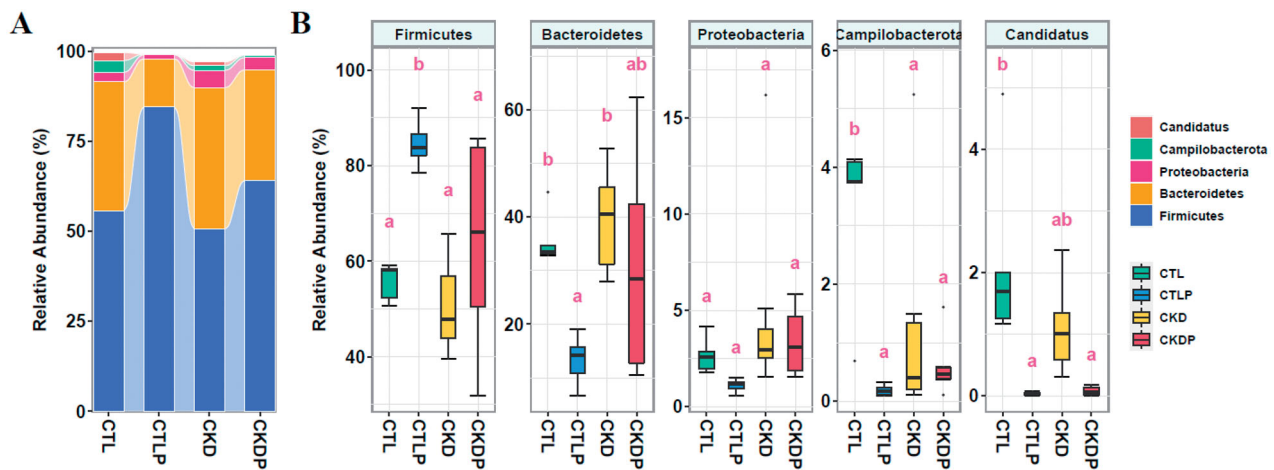 A
B
Relative Abundance (%)
100
75
50
25
0
CTL
CTLP
CKD
CKDP
Relative Abundance (%)
Firmicutes
100
80
60
40
a
b
a
a
CTL
CTLP
CKD
CKDP
Bacteroidetes
60
40
20
b
a
b
ab
CTL
CTLP
CKD
CKDP
Proteobacteria
15
10
5
0
a
a
a
a
CTL
CTLP
CKD
CKDP
Campilobacterota
6
4
2
0
b
a
a
a
CTL
CTLP
CKD
CKDP
Candidatus
4
2
0
b
a
ab
a
CTL
CTLP
CKD
CKDP
Candidatus
Campilobacterota
Proteobacteria
Bacteroidetes
Firmicutes
CTL
CTLP
CKD
CKDP